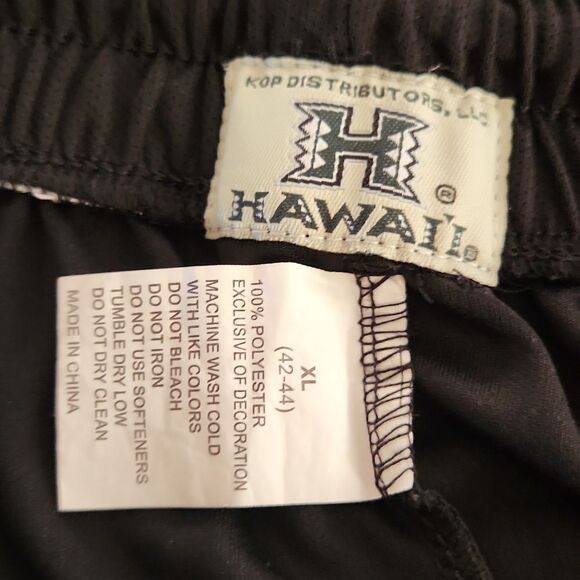 KOP DISTRIBUTORS, LLC
H
®
HAWAI'I®
XL
(42-44)
100% POLYESTER
EXCLUSIVE OF DECORATION
MACHINE WASH COLD
WITH LIKE COLORS
DO NOT BLEACH
DO NOT IRON
DO NOT USE SOFTENERS
TUMBLE DRY LOW
DO NOT DRY CLEAN
MADE IN CHINA